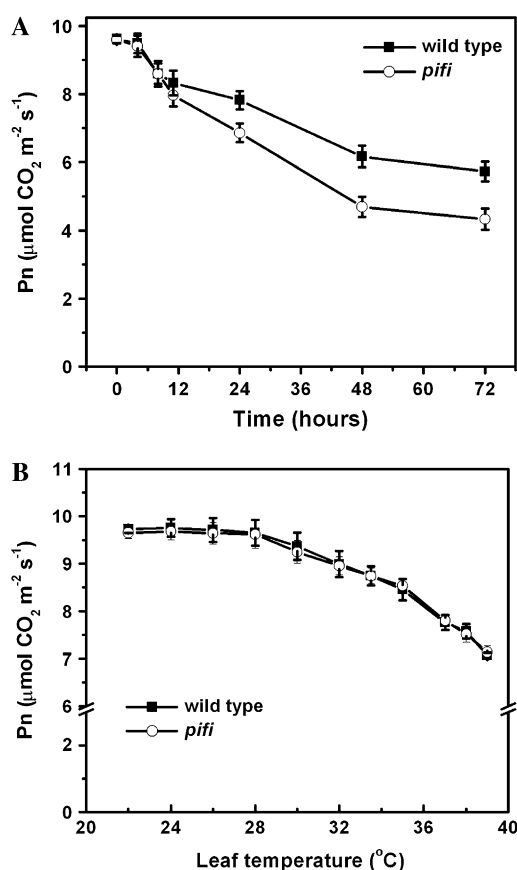 A
10
wild type
pifi
8
6
4
2
0
Pn (μmol CO₂ m⁻² s⁻¹)
0 12 24 36 48 60 72
Time (hours)
B
11
10
9
8
7
6
2
0
Pn (μmol CO₂ m⁻² s⁻¹)
wild type
pifi
20 24 28 32 36 40
Leaf temperature (°C)